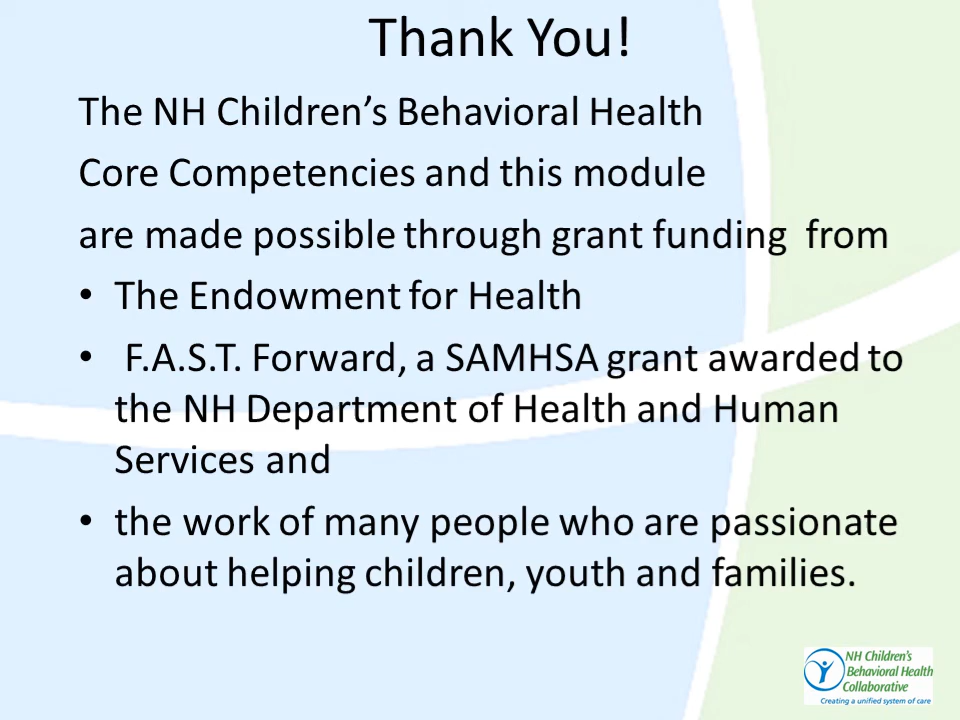 Thank You!
The NH Children’s Behavioral Health
Core Competencies and this module
are made possible through grant funding  from
• The Endowment for Health
•  F.A.S.T. Forward, a SAMHSA grant awarded to
the NH Department of Health and Human
Services and
• the work of many people who are passionate
about helping children, youth and families.
NH Children's
Behavioral Health
Collaborative
Creating a unified system of care